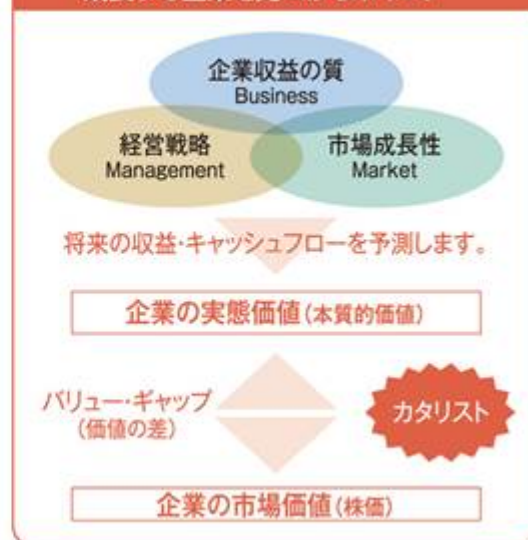 企業収益の質
Business
経営戦略
Management
市場成長性
Market
将来の収益・キャッシュフローを予測します。
企業の実態価値(本質的価値)
バリュー・ギャップ
(価値の差)
カタリスト
企業の市場価値(株価)